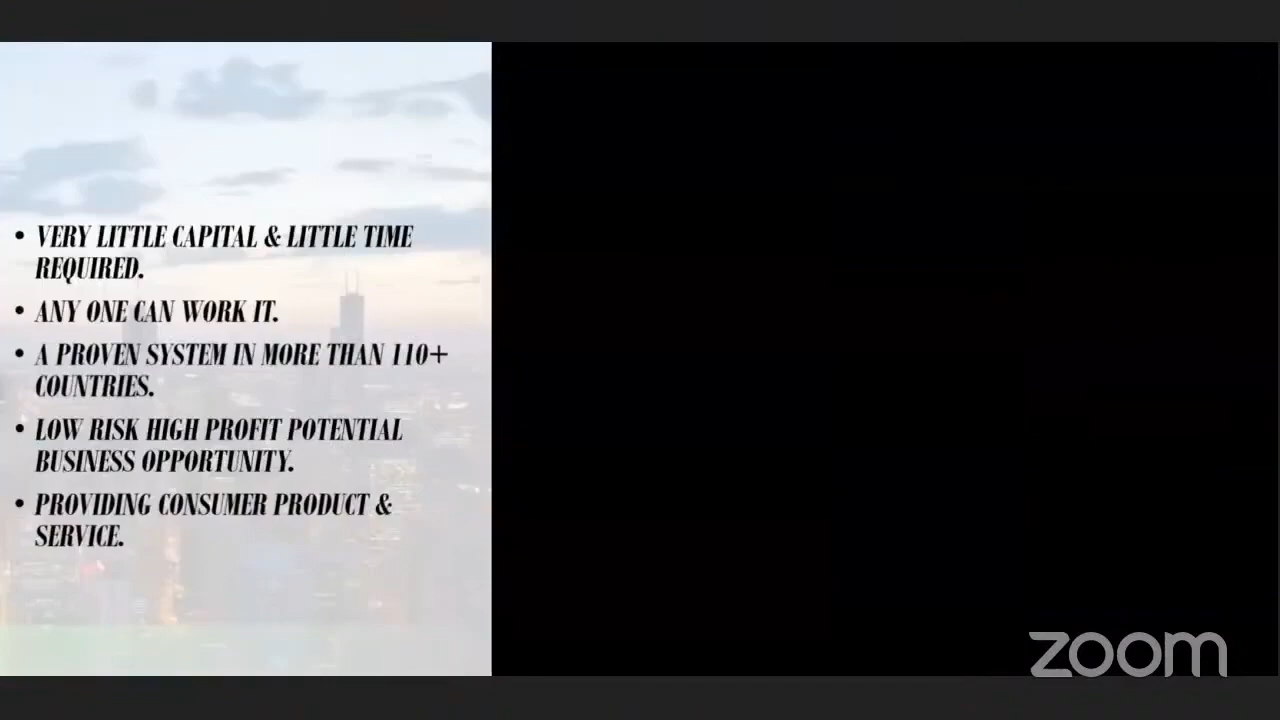 • VERY LITTLE CAPITAL & LITTLE TIME
REQUIRED.
• ANY ONE CAN WORK IT.
• A PROVEN SYSTEM IN MORE THAN 110+
COUNTRIES.
• LOW RISK HIGH PROFIT POTENTIAL
BUSINESS OPPORTUNITY.
• PROVIDING CONSUMER PRODUCT &
SERVICE.
zoom